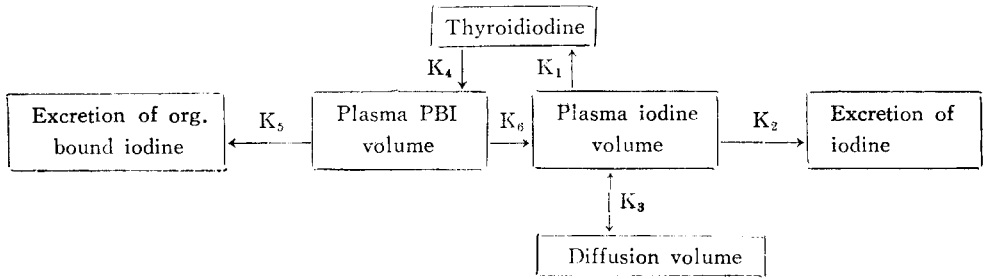 Thyroidiodine
K₄
K₁
Excretion of org.
bound iodine
K₅
Plasma PBI
volume
K₆
Plasma iodine
volume
K₂
Excretion of
iodine
K₃
Diffusion volume